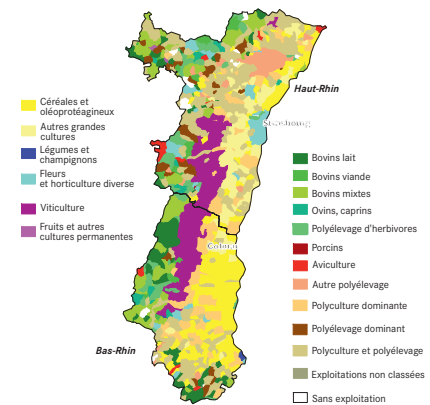 Haut-Rhin
Strasbourg
Céréales et
oléoprotéagineux
Autres grandes
cultures
Légumes et
champignons
Fleurs
et horticulture diverse
Viticulture
Fruits et autres
cultures permanentes
Colmar
Bas-Rhin
Bovins lait
Bovins viande
Bovins mixtes
Ovins, caprins
Polyélevage d'herbivores
Porcins
Aviculture
Autre polyélevage
Polyculture dominante
Polyélevage dominant
Polyculture et polyélevage
Exploitations non classées
Sans exploitation